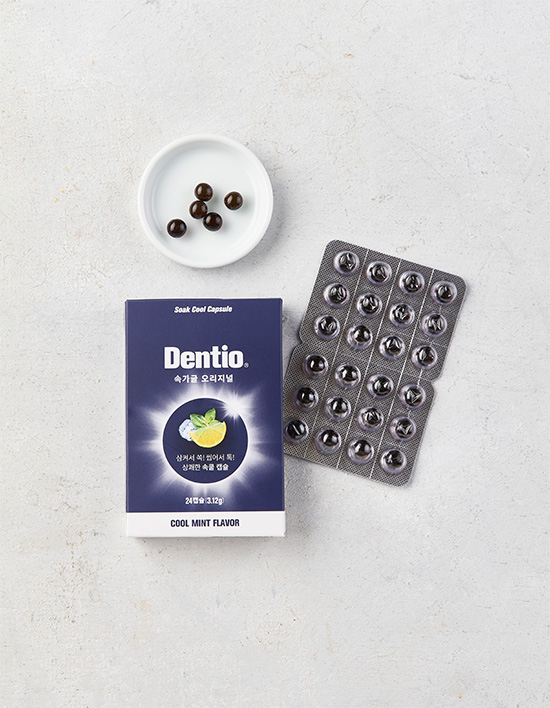 Soak Cool Capsule
Dentio®
속가글 오리지널
삼켜서 쏙! 씹어서 톡!
상쾌한 속쿨 캡슐
24캡슐(3.12g)
COOL MINT FLAVOR